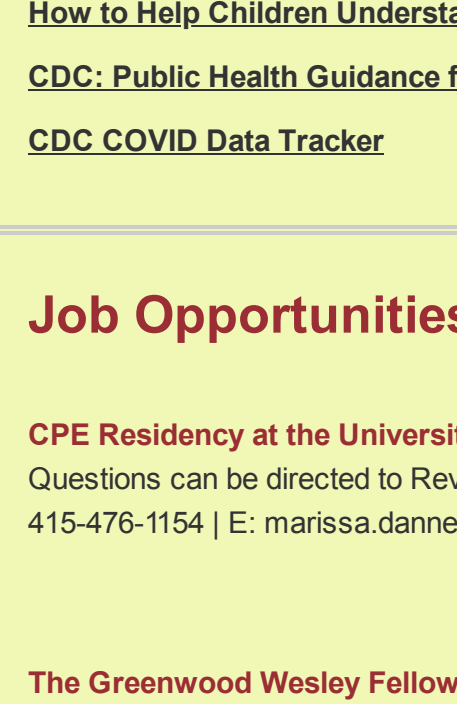 How to Help Children Understa
CDC: Public Health Guidance f
CDC COVID Data Tracker
Job Opportunities
CPE Residency at the Universit
Questions can be directed to Rev
415-476-1154 | E: marissa.danne
The Greenwood Wesley Fellow